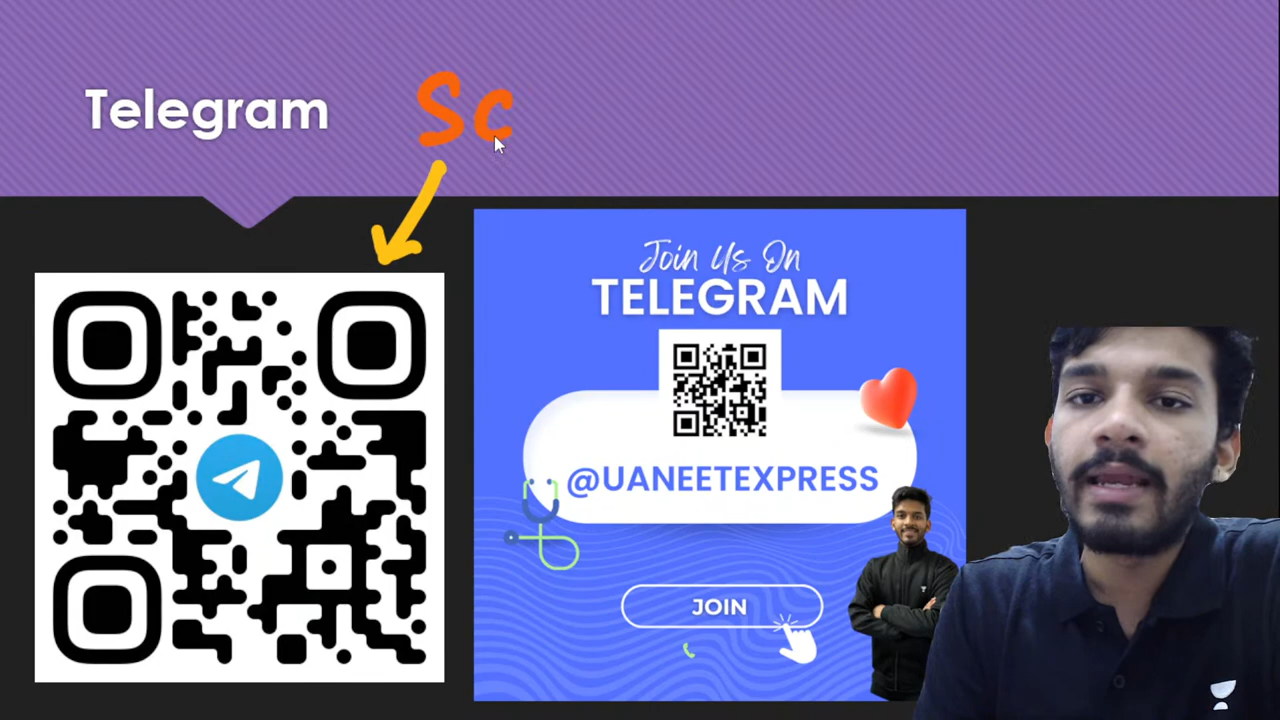 Telegram
Sc
Join Us On
TELEGRAM
@UANEETEXPRESS
JOIN